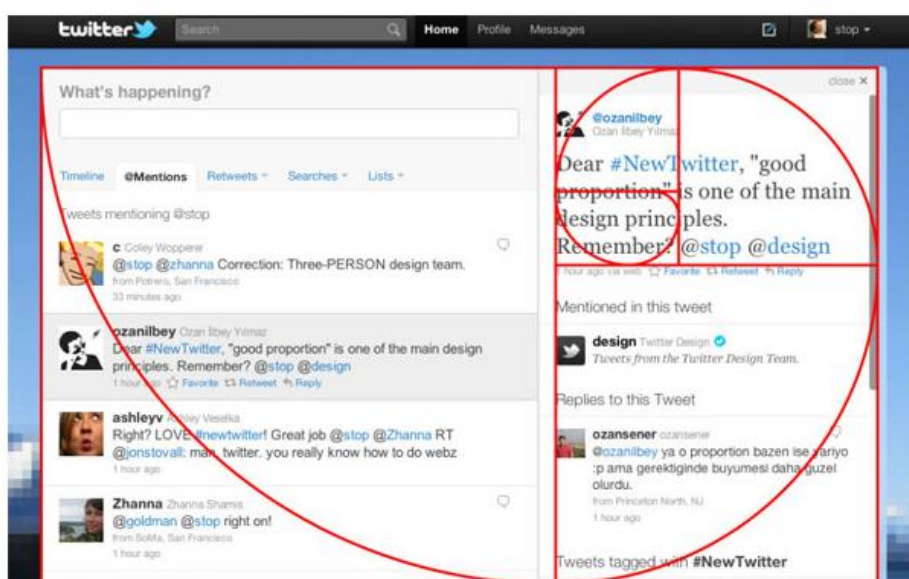 twitter
Search
Home Profile Messages
stop
What's happening?
Timeline @Mentions Retweets Searches Lists
Tweets mentioning @stop
c Coley Wopperer
@stop @zhanna Correction: Three-PERSON design team.
from Potrero, San Francisco
33 minutes ago
ozanilbey Ozan Ilbey Yılmaz
Dear #NewTwitter, "good proportion" is one of the main design
principles. Remember? @stop @design
1 hour ago Favorite Retweet Reply
ashleyv Ashley Veselka
Right? LOVE #newtwitter! Great job @stop @Zhanna RT
@jonstovall: man, twitter. you really know how to do webz
1 hour ago
Zhanna Zhanna Shamis
@goldman @stop right on!
from SoMa, San Francisco
1 hour ago
close ×
@ozanilbey
Ozan Ilbey Yılmaz
Dear #NewTwitter, "good
proportion" is one of the main
design principles.
Remember? @stop @design
1 hour ago via web Favorite Retweet Reply
Mentioned in this tweet
design Twitter Design
Tweets from the Twitter Design Team.
Replies to this Tweet
ozansener ozansener
@ozanilbey ya o proportion bazen ise yariyo
:p ama gerektiginde buyumesi daha guzel
olurdu.
from Princeton North, NJ
1 hour ago
Tweets tagged with #NewTwitter